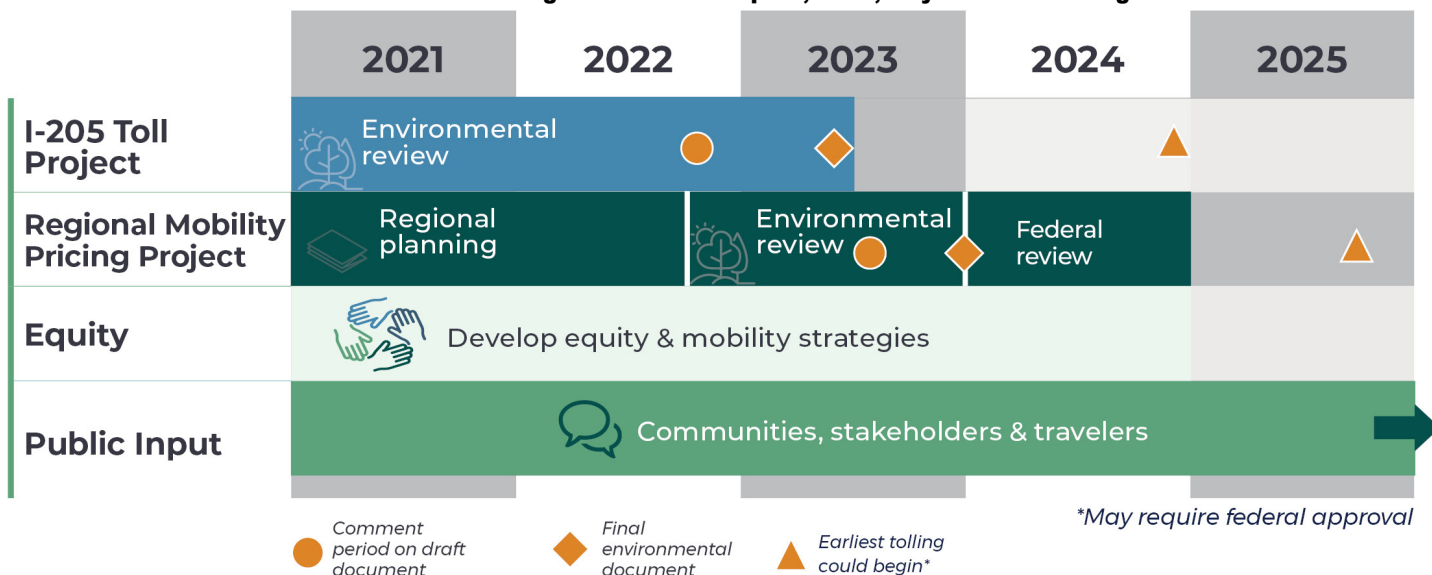 2021 2022 2023 2024 2025
I-205 Toll
Project
Environmental
review
Regional Mobility
Pricing Project
Regional
planning
Environmental
review
Federal
review
Equity
Develop equity & mobility strategies
Public Input
Communities, stakeholders & travelers
*May require federal approval
Comment
period on draft
document
Final
environmental
document
Earliest tolling
could begin*